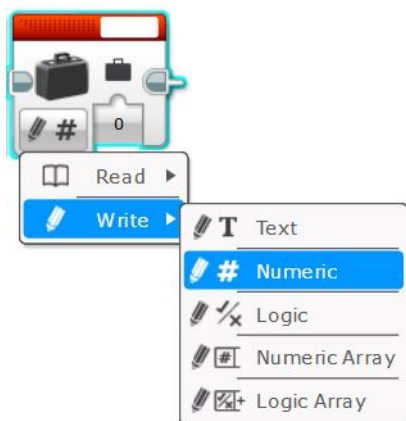 #
0
Read
Write
T Text
# Numeric
Logic
# Numeric Array
Logic Array